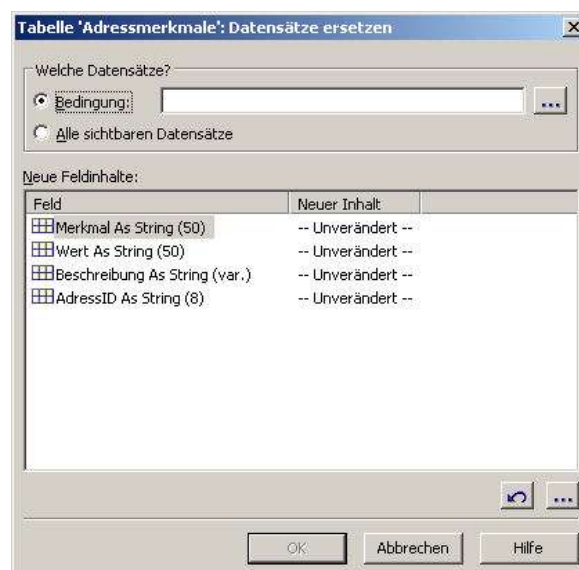 Tabelle 'Adressmerkmale': Datensätze ersetzen
Welche Datensätze?
Bedingung:
...
Alle sichtbaren Datensätze
Neue Feldinhalte:
Feld Neuer Inhalt
Merkmal As String (50) -- Unverändert --
Wert As String (50) -- Unverändert --
Beschreibung As String (var.) -- Unverändert --
AdressID As String (8) -- Unverändert --
...
OK Abbrechen Hilfe